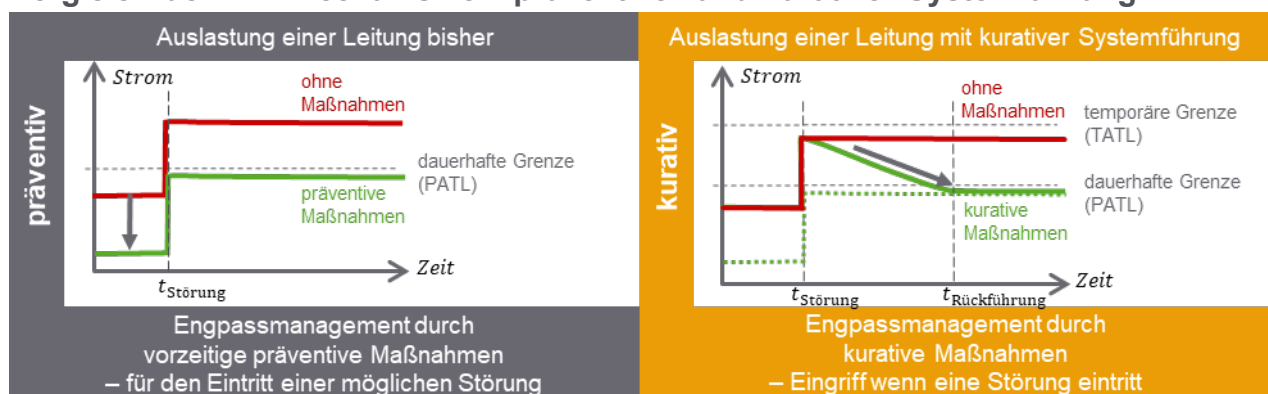 Auslastung einer Leitung bisher
präventiv
Strom
ohne
Maßnahmen
dauerhafte Grenze
(PATL)
präventive
Maßnahmen
Zeit
tStörung
Engpassmanagement durch
vorzeitige präventive Maßnahmen
– für den Eintritt einer möglichen Störung
Auslastung einer Leitung mit kurativer Systemführung
kurativ
Strom
ohne
Maßnahmen
temporäre Grenze
(TATL)
dauerhafte Grenze
(PATL)
kurative
Maßnahmen
Zeit
tStörung
tRückführung
Engpassmanagement durch
kurative Maßnahmen
– Eingriff wenn eine Störung eintritt